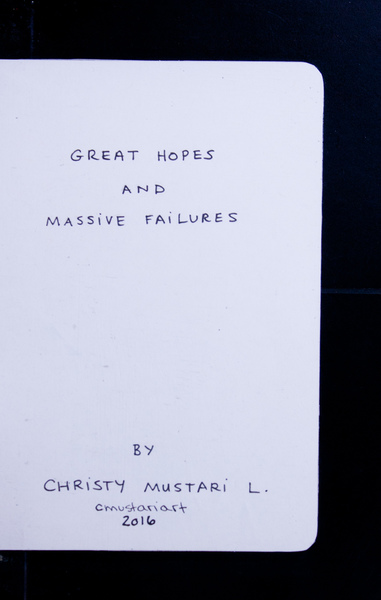 GREAT HOPES
AND
MASSiVE FAiLURES
BY
CHRiSTY MUSTARi L.
cmustariart
2016